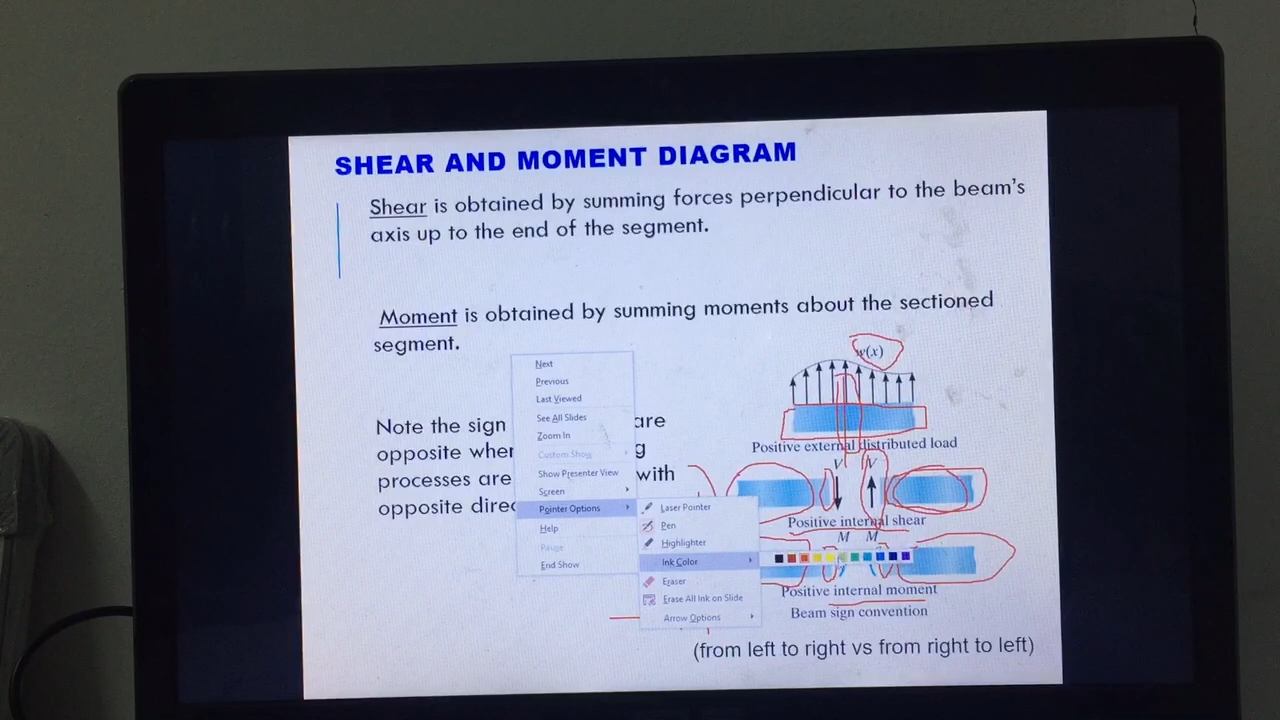 SHEAR AND MOMENT DIAGRAM
Shear is obtained by summing forces perpendicular to the beam's
axis up to the end of the segment.
Moment is obtained by summing moments about the sectioned
segment.
Note the sign are
opposite when g
processes are with
opposite direc
Next
Previous
Last Viewed
See All Slides
Zoom In
Custom Show
Show Presenter View
Screen
Pointer Options
Help
Pause
End Show
Laser Pointer
Pen
Highlighter
Ink Color
Eraser
Erase All Ink on Slide
Arrow Options
w(x)
Positive external distributed load
V V
Positive internal shear
M M
Positive internal moment
Beam sign convention
(from left to right vs from right to left)